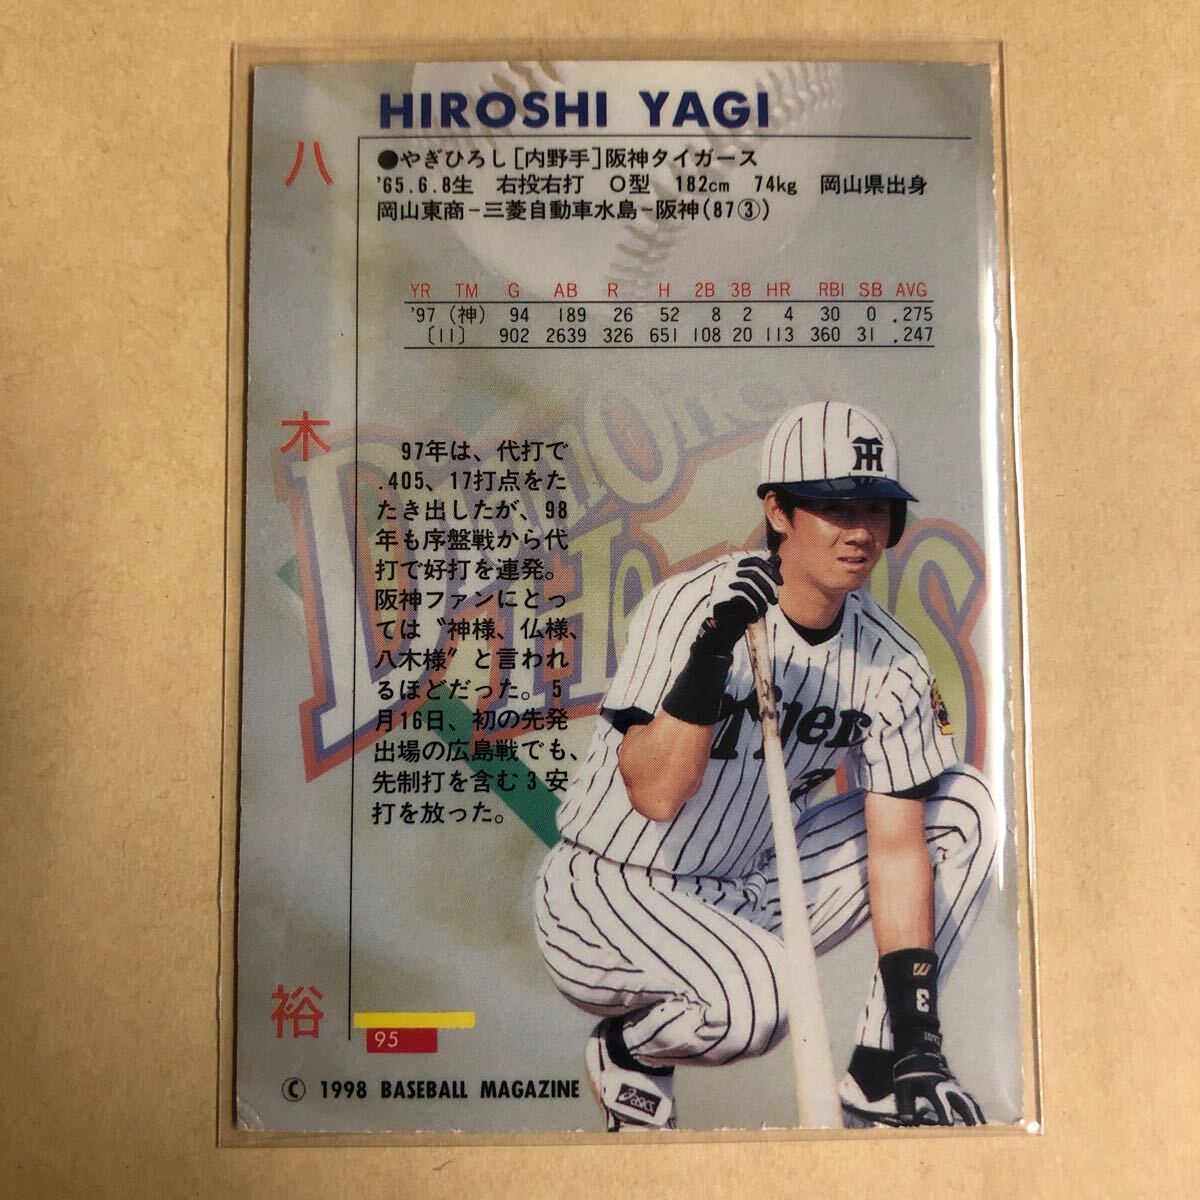 HIROSHI YAGI
八木裕
●やぎひろし[内野手]阪神タイガース
'65.6.8生 右投右打 O型 182cm 74kg 岡山県出身
岡山東商-三菱自動車水島-阪神(87③)
YR TM G AB R H 2B 3B HR RBI SB AVG
'97 (神) 94 189 26 52 8 2 4 30 0 .275
〔11〕 902 2639 326 651 108 20 113 360 31 .247
97年は、代打で
.405、17打点をた
たき出したが、98
年も序盤戦から代
打で好打を連発。
阪神ファンにとっ
ては〝神様、仏様、
八木様〟と言われ
るほどだった。5
月16日、初の先発
出場の広島戦でも、
先制打を含む3安
打を放った。
Tigers
3
asics
95
© 1998 BASEBALL MAGAZINE